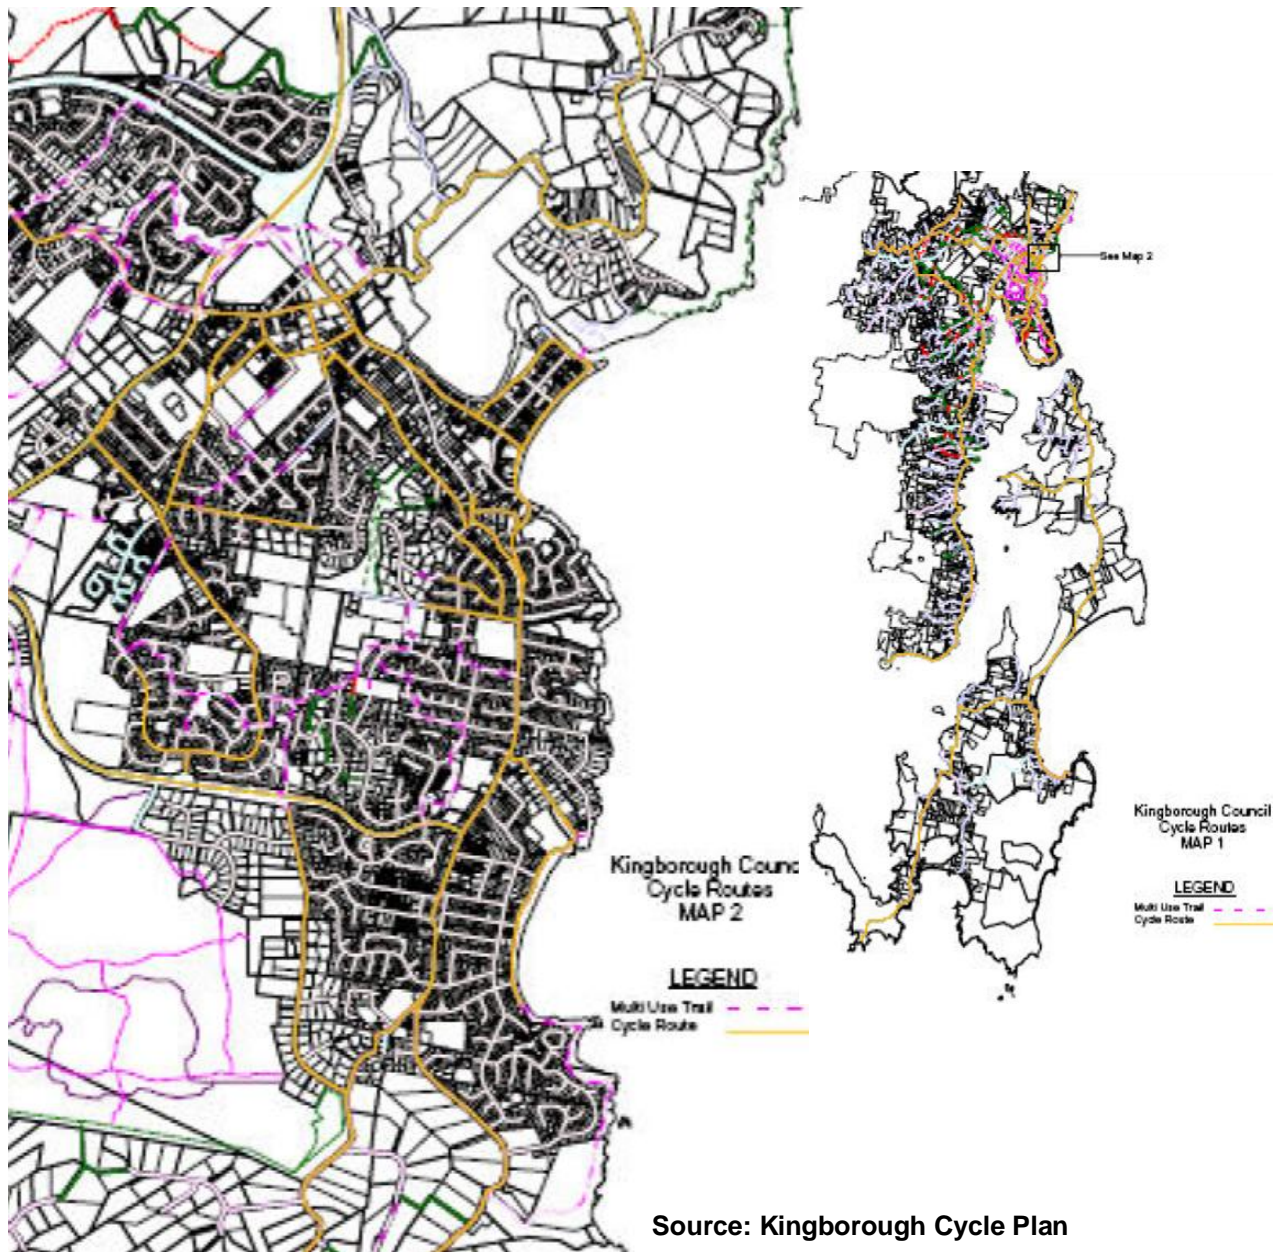 See Map 2
Kingborough Council
Cycle Routes
MAP 1
LEGEND
Multi Use Trail
Cycle Route
Kingborough Counc
Cycle Routes
MAP 2
LEGEND
Multi Use Trail
Cycle Route
Source: Kingborough Cycle Plan